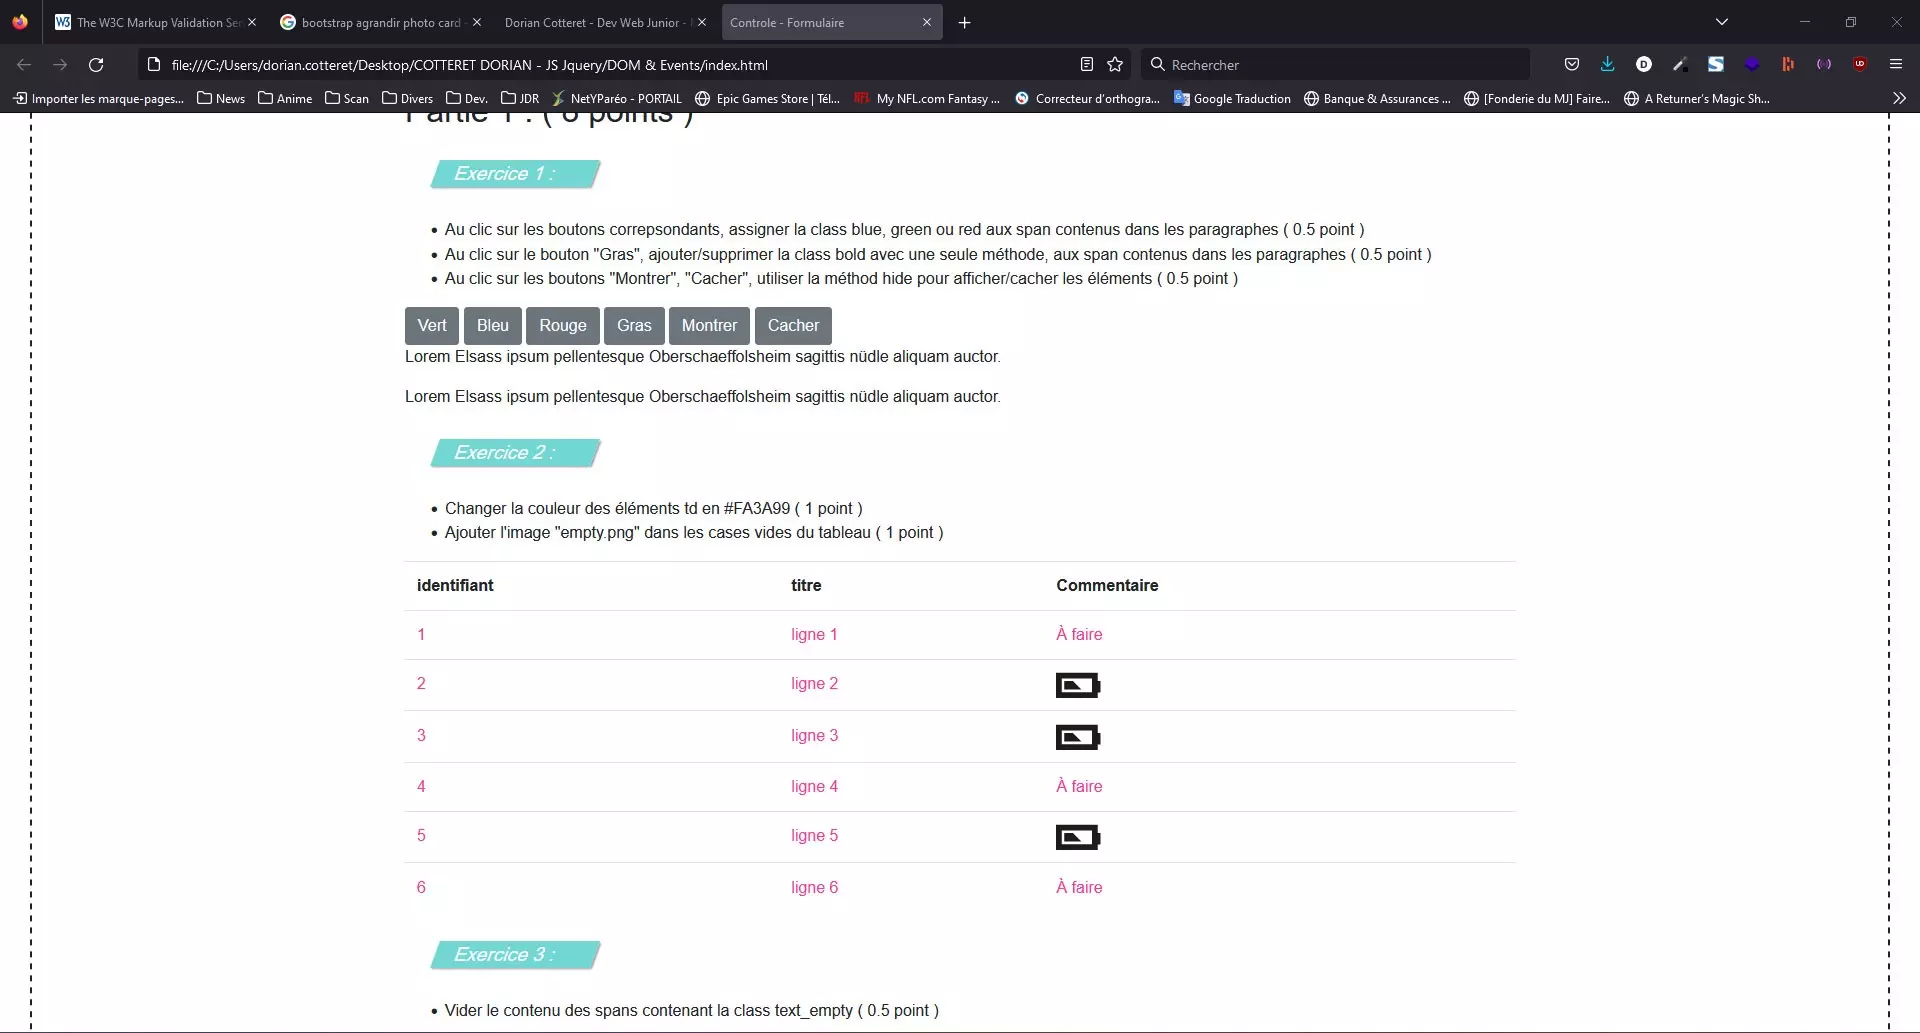 The W3C Markup Validation Ser
bootstrap agrandir photo card -
Dorian Cotteret - Dev Web Junior -
Controle - Formulaire
file:///C:/Users/dorian.cotteret/Desktop/COTTERET DORIAN - JS Jquery/DOM & Events/index.html
Rechercher
Importer les marque-pages... News Anime Scan Divers Dev. JDR NetYParéo - PORTAIL Epic Games Store | Tél... My NFL.com Fantasy ... Correcteur d'orthogra... Google Traduction Banque & Assurances ... [Fonderie du MJ] Faire... A Returner's Magic Sh...
Partie 1 : ( 6 points )
Exercice 1 :
Au clic sur les boutons correpsondants, assigner la class blue, green ou red aux span contenus dans les paragraphes ( 0.5 point )
Au clic sur le bouton "Gras", ajouter/supprimer la class bold avec une seule méthode, aux span contenus dans les paragraphes ( 0.5 point )
Au clic sur les boutons "Montrer", "Cacher", utiliser la méthod hide pour afficher/cacher les éléments ( 0.5 point )
Vert Bleu Rouge Gras Montrer Cacher
Lorem Elsass ipsum pellentesque Oberschaeffolsheim sagittis nüdle aliquam auctor.
Lorem Elsass ipsum pellentesque Oberschaeffolsheim sagittis nüdle aliquam auctor.
Exercice 2 :
Changer la couleur des éléments td en #FA3A99 ( 1 point )
Ajouter l'image "empty.png" dans les cases vides du tableau ( 1 point )
identifiant titre Commentaire
1 ligne 1 À faire
2 ligne 2
3 ligne 3
4 ligne 4 À faire
5 ligne 5
6 ligne 6 À faire
Exercice 3 :
Vider le contenu des spans contenant la class text_empty ( 0.5 point )